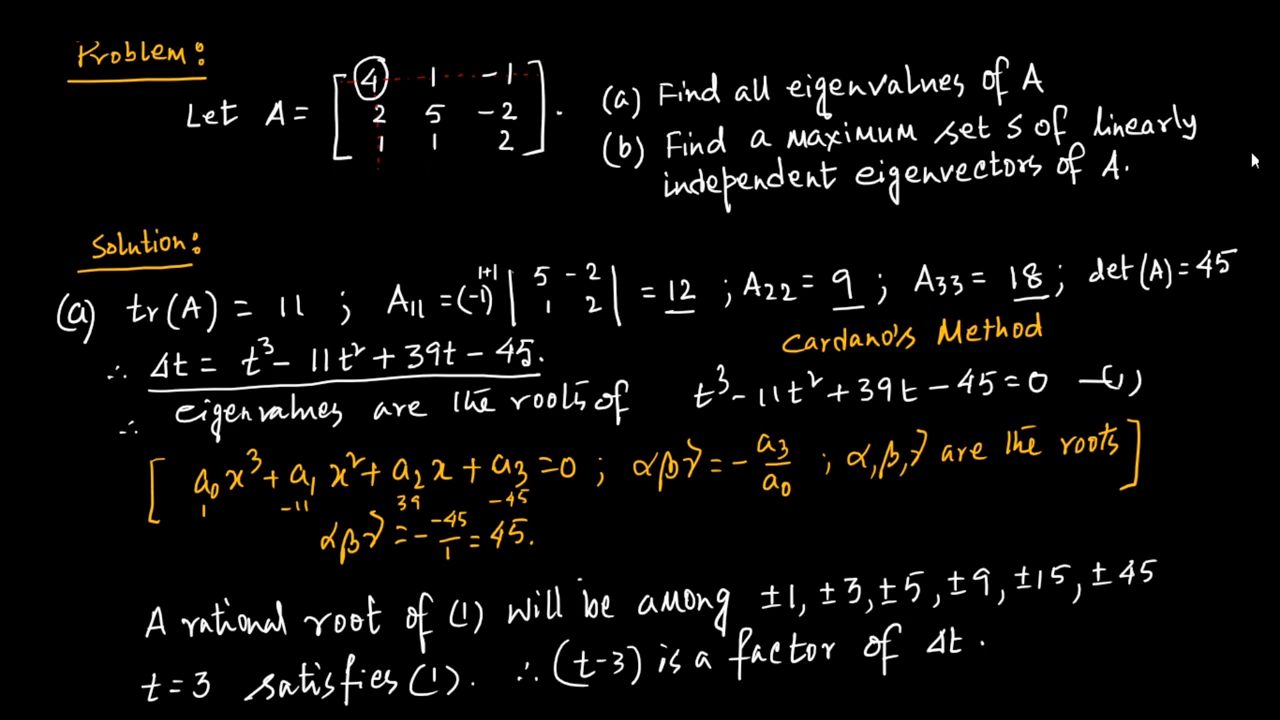 Problem:
Let A = [ 4 1 -1
2 5 -2
1 1 2 ].
(a) Find all eigenvalues of A
(b) Find a maximum set S of linearly
independent eigenvectors of A.
Solution:
(a) tr(A) = 11 ; A₁₁ = (-1)¹⁺¹ | 5 -2
1 2 | = 12 ; A₂₂ = 9 ; A₃₃ = 18 ; det(A) = 45
Cardano's Method
∴ Δt = t³ - 11t² + 39t - 45.
∴ eigenvalues are the roots of t³ - 11t² + 39t - 45 = 0 —(1)
[ a₀x³ + a₁x² + a₂x + a₃ = 0 ; αβγ = - a₃/a₀ ; α, β, γ are the roots ]
1 -11 39 -45
αβγ = - -45/1 = 45.
A rational root of (1) will be among ±1, ±3, ±5, ±9, ±15, ±45
t = 3 satisfies (1). ∴ (t-3) is a factor of Δt.